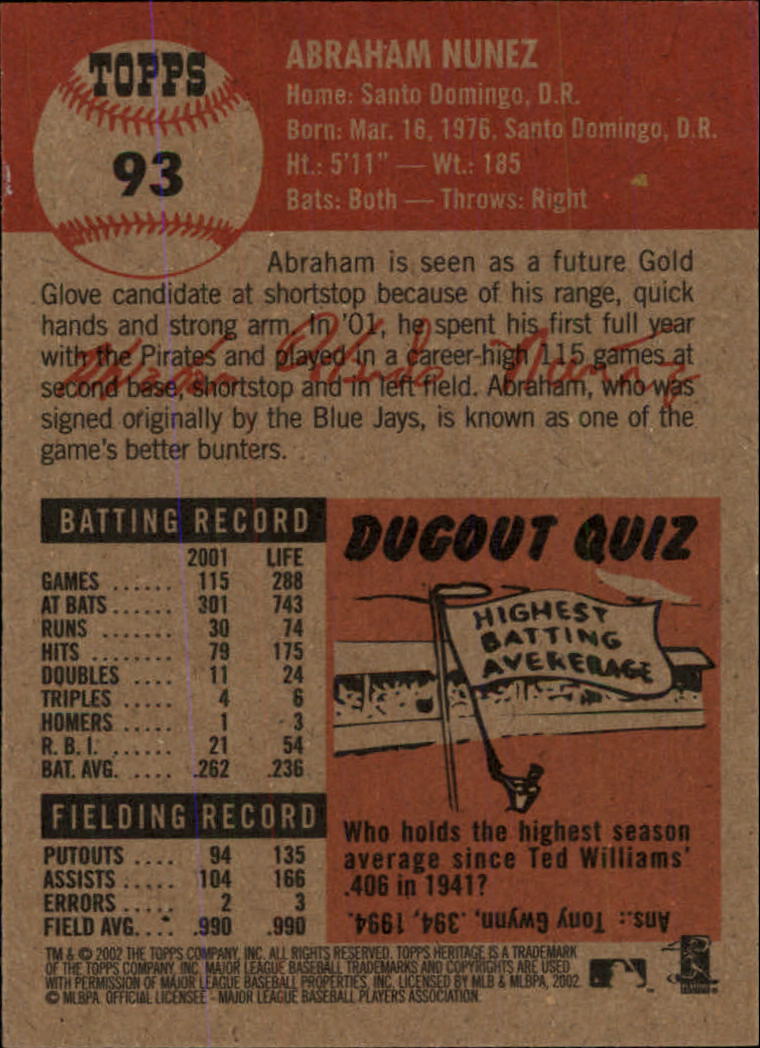 TOPPS
93
ABRAHAM NUNEZ
Home: Santo Domingo, D.R.
Born: Mar. 16, 1976, Santo Domingo, D.R.
Ht.: 5'11" — Wt.: 185
Bats: Both — Throws: Right
Abraham is seen as a future Gold
Glove candidate at shortstop because of his range, quick
hands and strong arm. In '01, he spent his first full year
with the Pirates and played in a career-high 115 games at
second base, shortstop and in left field. Abraham, who was
signed originally by the Blue Jays, is known as one of the
game's better bunters.
BATTING RECORD
2001 LIFE
GAMES ...... 115 288
AT BATS...... 301 743
RUNS ....... 30 74
HITS ........ 79 175
DOUBLES .... 11 24
TRIPLES .... 4 6
HOMERS .... 1 3
R. B. I. ...... 21 54
BAT. AVG. .... .262 .236
FIELDING RECORD
PUTOUTS .... 94 135
ASSISTS ..... 104 166
ERRORS ..... 2 3
FIELD AVG.... .990 .990
DUGOUT QUIZ
HIGHEST
BATTING
AVEKERAGE
Who holds the highest season
average since Ted Williams'
.406 in 1941?
Ans.: Tony Gwynn, .394, 1994.
TM & © 2002 THE TOPPS COMPANY, INC. ALL RIGHTS RESERVED. TOPPS HERITAGE IS A TRADEMARK
OF THE TOPPS COMPANY, INC. MAJOR LEAGUE BASEBALL TRADEMARKS AND COPYRIGHTS ARE USED
WITH PERMISSION OF MAJOR LEAGUE BASEBALL PROPERTIES, INC. LICENSED BY MLB & MLBPA, 2002
© MLBPA. OFFICIAL LICENSEE - MAJOR LEAGUE BASEBALL PLAYERS ASSOCIATION.